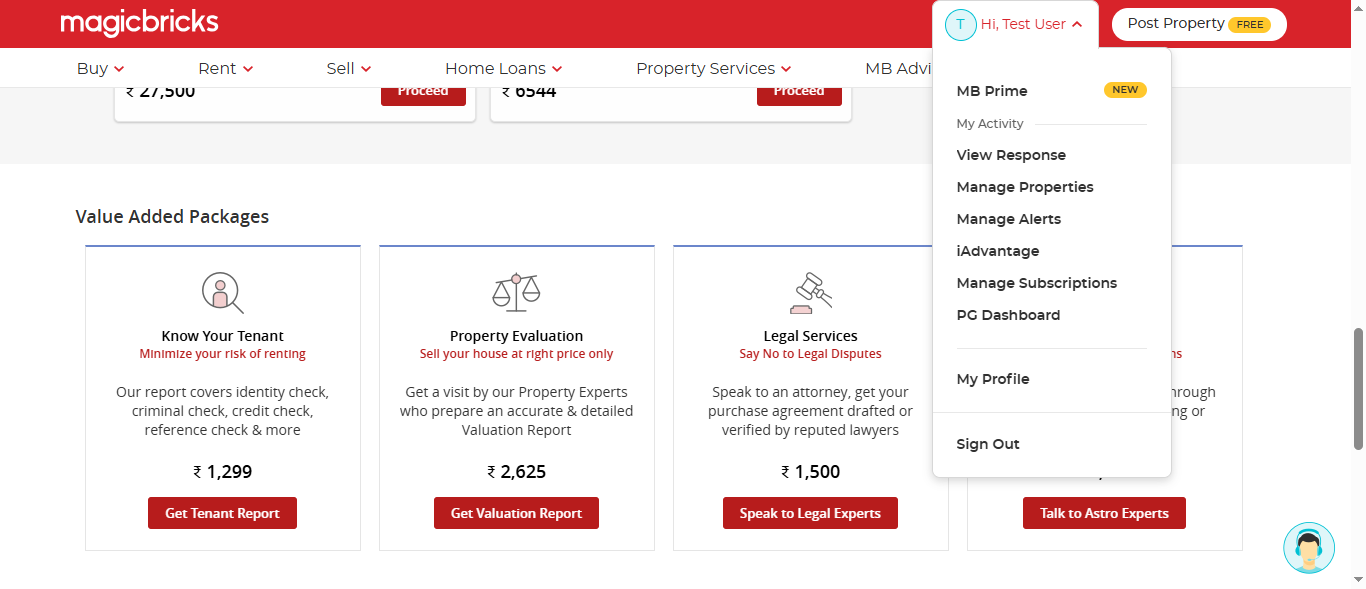 magicbricks
T Hi, Test User
Post Property FREE
Buy
Rent
Sell
Home Loans
Property Services
MB Advi
₹ 27,500
Proceed
₹ 6544
Proceed
MB Prime NEW
My Activity
View Response
Manage Properties
Manage Alerts
iAdvantage
Manage Subscriptions
PG Dashboard
My Profile
Sign Out
Value Added Packages
Know Your Tenant
Minimize your risk of renting
Our report covers identity check,
criminal check, credit check,
reference check & more
₹ 1,299
Get Tenant Report
Property Evaluation
Sell your house at right price only
Get a visit by our Property Experts
who prepare an accurate & detailed
Valuation Report
₹ 2,625
Get Valuation Report
Legal Services
Say No to Legal Disputes
Speak to an attorney, get your
purchase agreement drafted or
verified by reputed lawyers
₹ 1,500
Speak to Legal Experts
ns
rough
ng or
Talk to Astro Experts